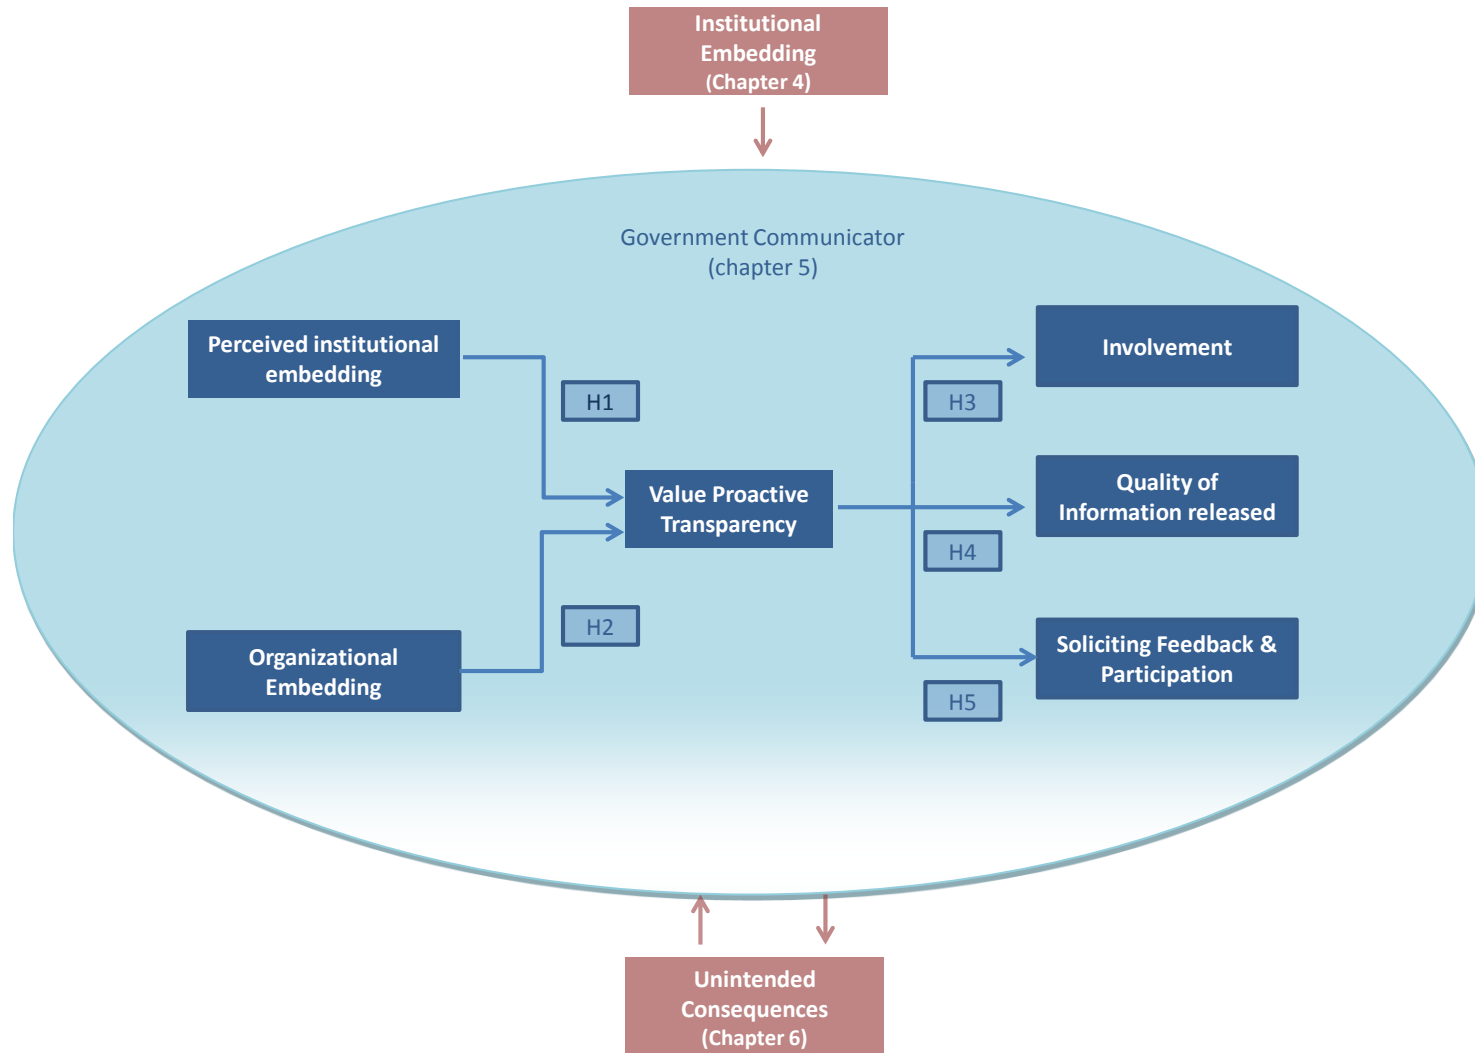 Institutional
Embedding
(Chapter 4)
Government Communicator
(chapter 5)
Perceived institutional
embedding
Involvement
H1
H3
Value Proactive
Transparency
Quality of
Information released
H4
H2
Organizational
Embedding
Soliciting Feedback &
Participation
H5
Unintended
Consequences
(Chapter 6)